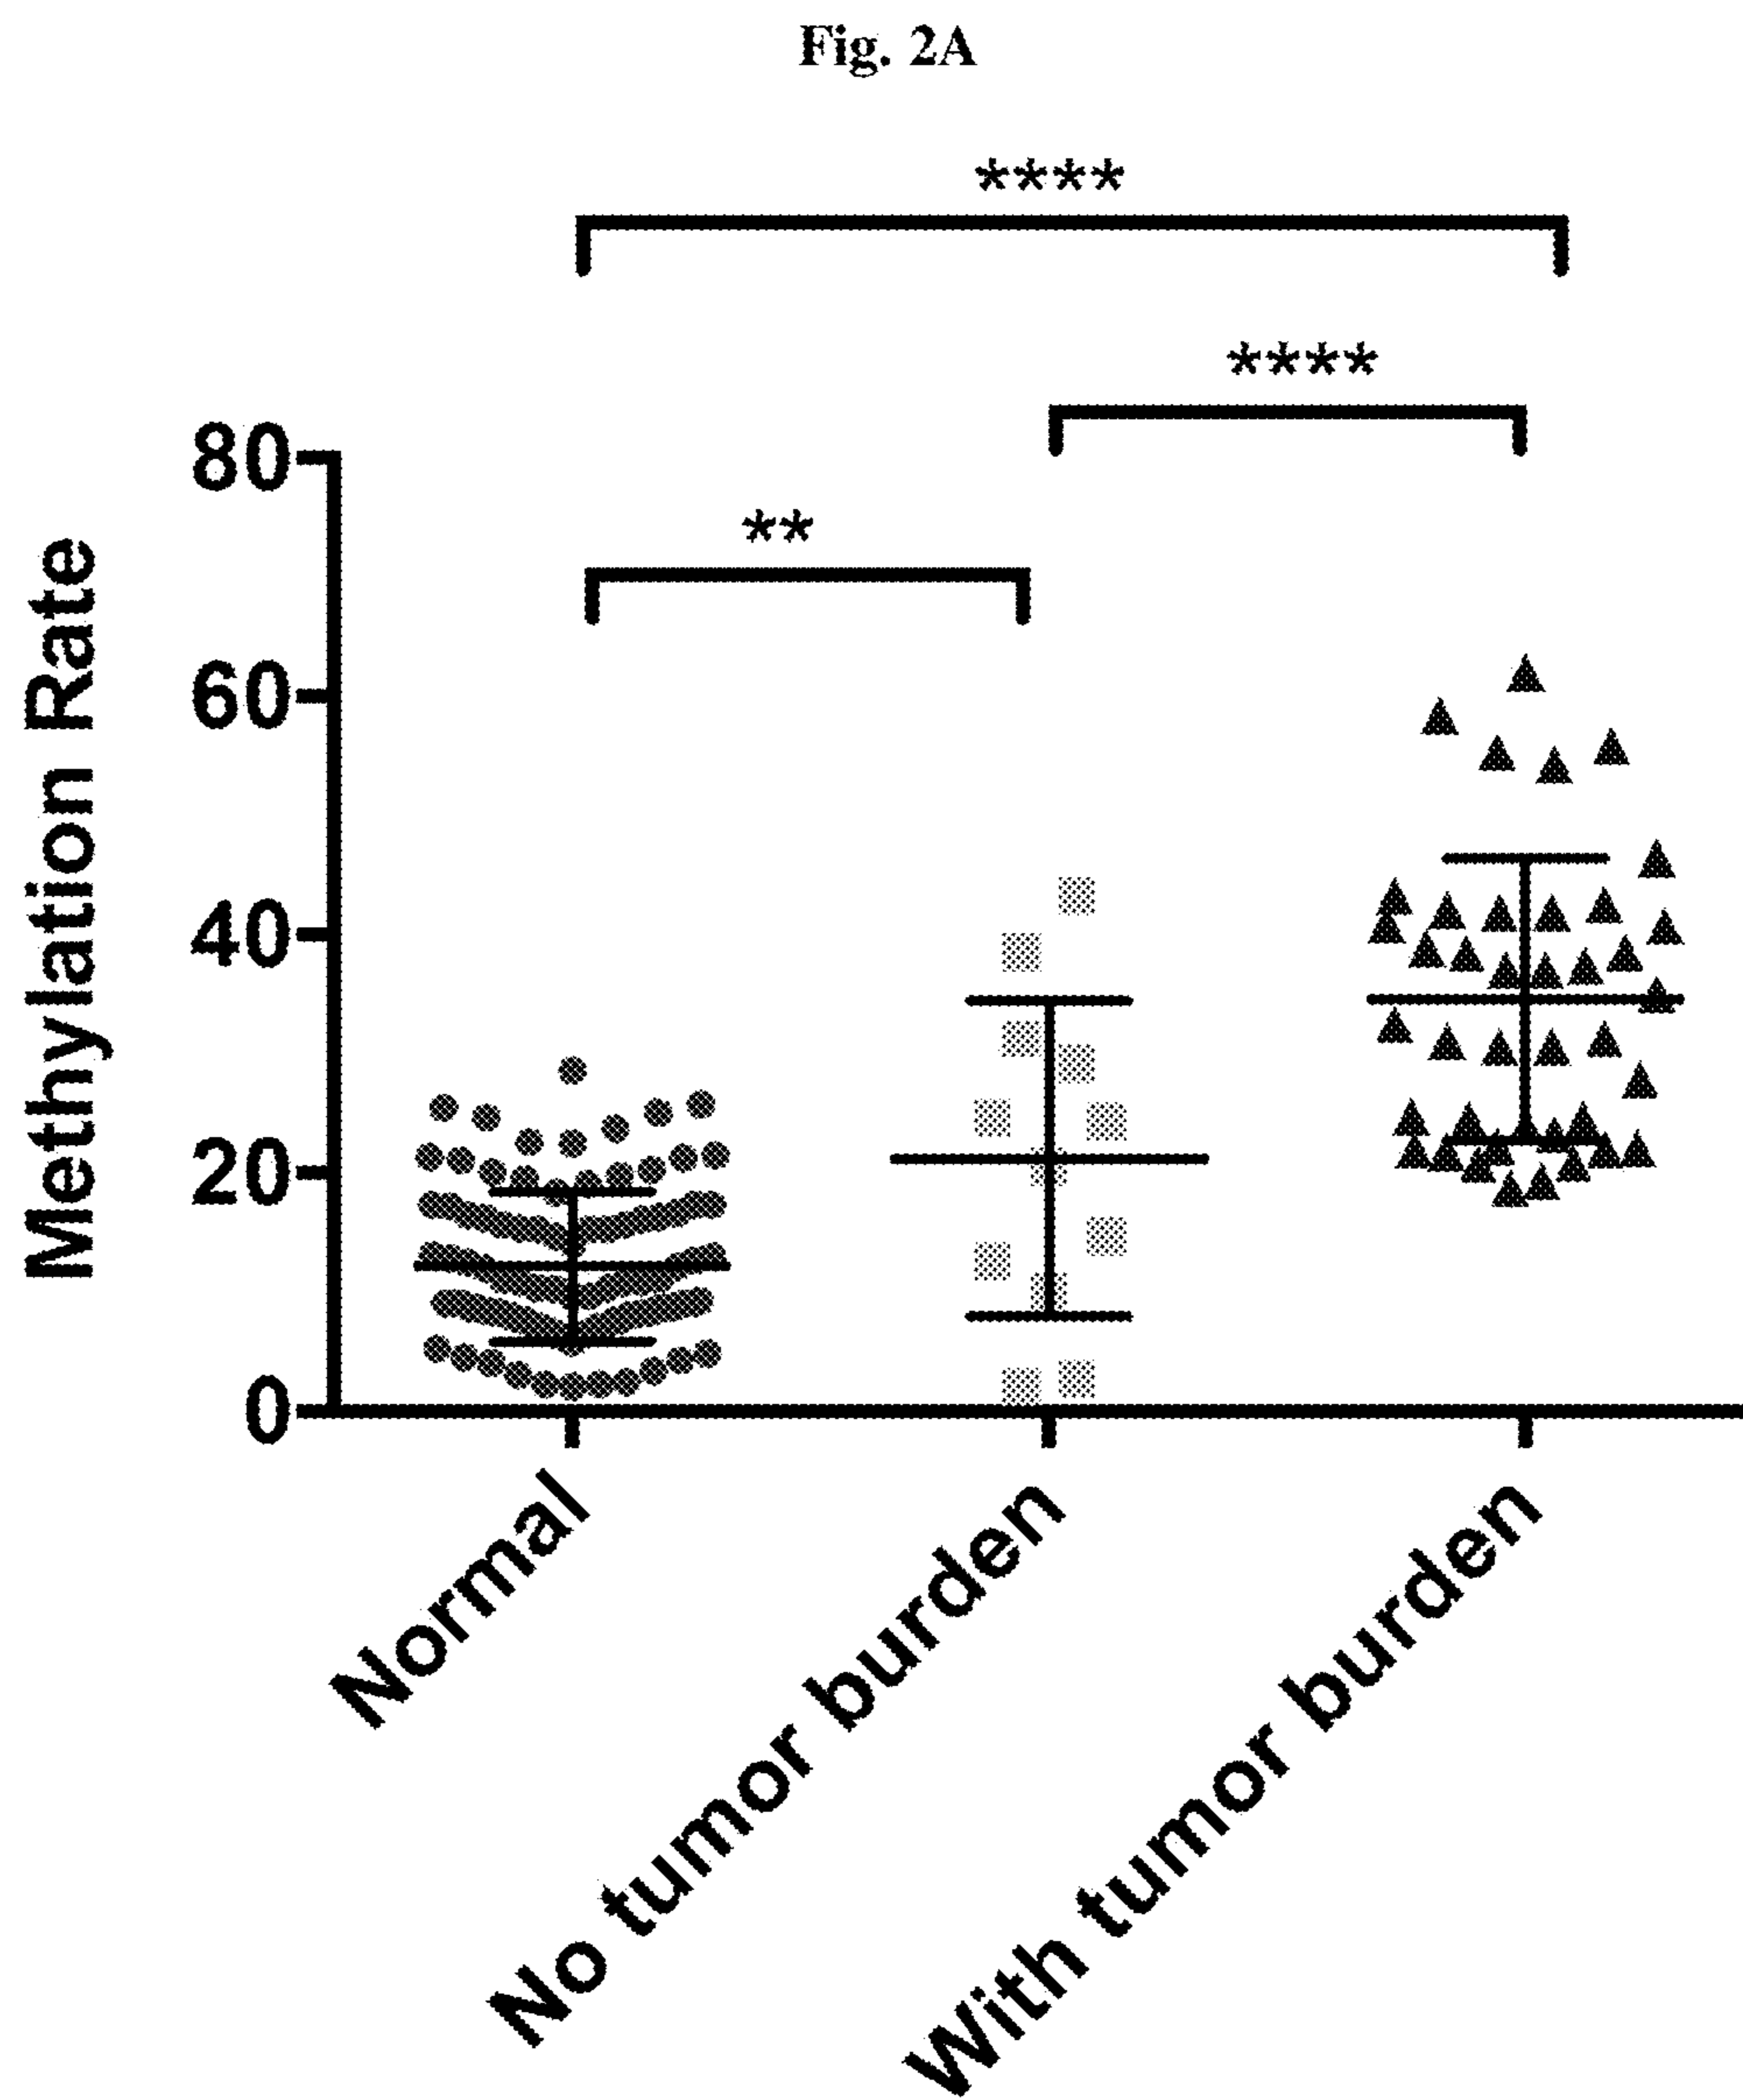 Fig. 2A
****
****
**
Methylation Rate
80
60
40
20
0
Normal
No tumor burden
With tumor burden